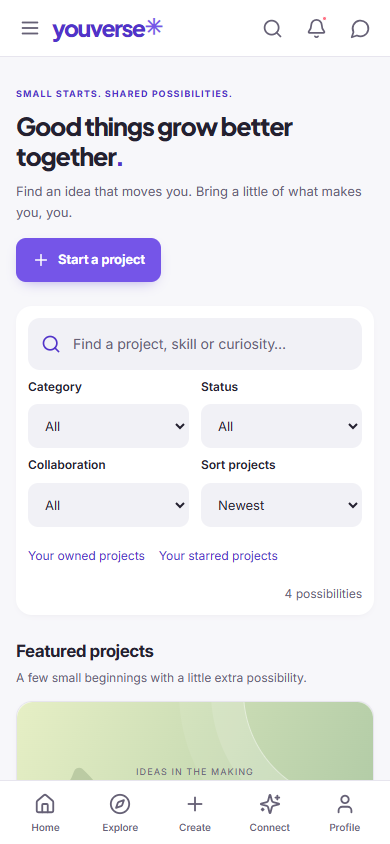 youverse*
SMALL STARTS. SHARED POSSIBILITIES.
Good things grow better
together.
Find an idea that moves you. Bring a little of what makes
you, you.
Start a project
Find a project, skill or curiosity...
Category
Status
All
All
Collaboration
Sort projects
All
Newest
Your owned projects
Your starred projects
4 possibilities
Featured projects
A few small beginnings with a little extra possibility.
IDEAS IN THE MAKING
Home
Explore
Create
Connect
Profile